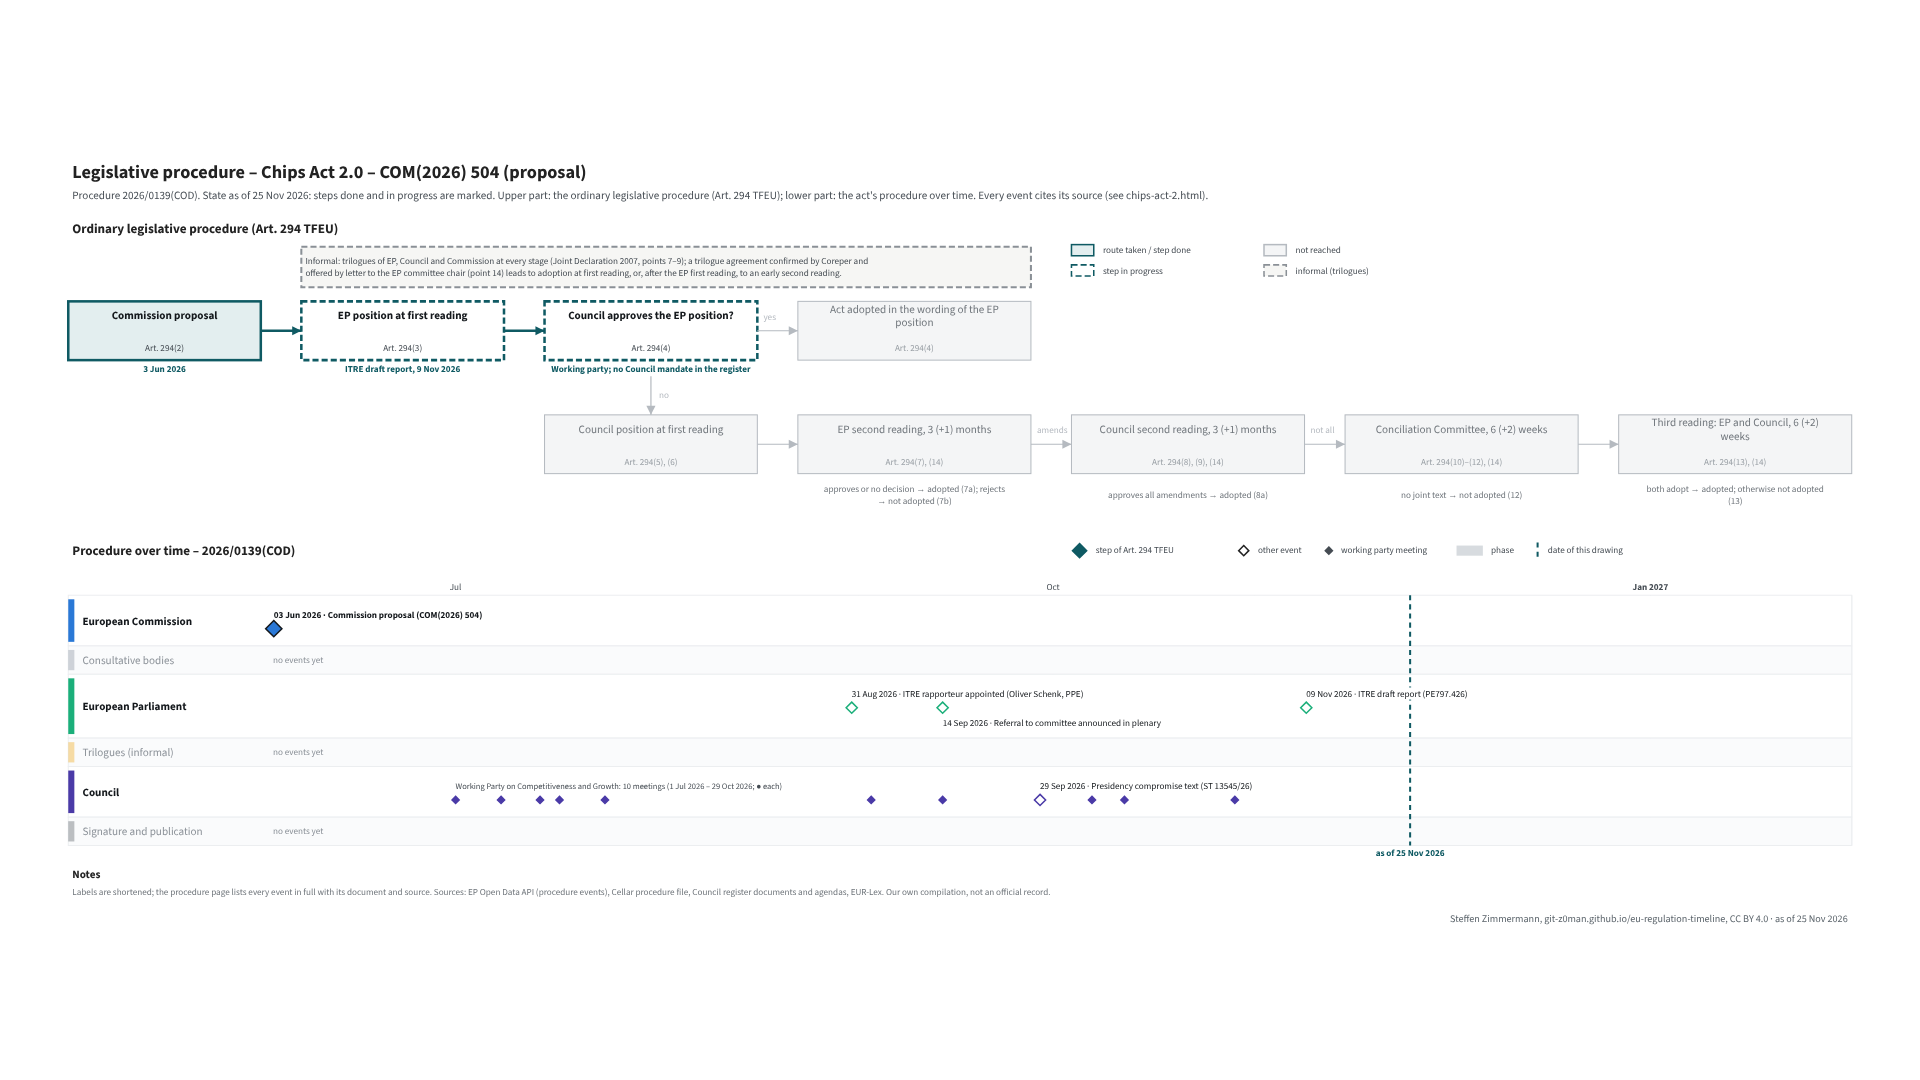 Legislative procedure – Chips Act 2.0 – COM(2026) 504 (proposal)
Procedure 2026/0139(COD). State as of 25 Nov 2026: steps done and in progress are marked. Upper part: the ordinary legislative procedure (Art. 294 TFEU); lower part: the act's procedure over time. Every event cites its source (see chips-act-2.html).
Ordinary legislative procedure (Art. 294 TFEU)
Informal: trilogues of EP, Council and Commission at every stage (Joint Declaration 2007, points 7–9); a trilogue agreement confirmed by Coreper and
offered by letter to the EP committee chair (point 14) leads to adoption at first reading, or, after the EP first reading, to an early second reading.
route taken / step done
not reached
step in progress
informal (trilogues)
Commission proposal
Art. 294(2)
3 Jun 2026
EP position at first reading
Art. 294(3)
ITRE draft report, 9 Nov 2026
Council approves the EP position?
Art. 294(4)
Working party; no Council mandate in the register
yes
Act adopted in the wording of the EP
position
Art. 294(4)
no
Council position at first reading
Art. 294(5), (6)
EP second reading, 3 (+1) months
Art. 294(7), (14)
approves or no decision → adopted (7a); rejects
→ not adopted (7b)
amends
Council second reading, 3 (+1) months
Art. 294(8), (9), (14)
approves all amendments → adopted (8a)
not all
Conciliation Committee, 6 (+2) weeks
Art. 294(10)–(12), (14)
no joint text → not adopted (12)
Third reading: EP and Council, 6 (+2)
weeks
Art. 294(13), (14)
both adopt → adopted; otherwise not adopted
(13)
Procedure over time – 2026/0139(COD)
step of Art. 294 TFEU
other event
working party meeting
phase
date of this drawing
Jul
Oct
Jan 2027
European Commission
03 Jun 2026 · Commission proposal (COM(2026) 504)
Consultative bodies
no events yet
European Parliament
31 Aug 2026 · ITRE rapporteur appointed (Oliver Schenk, PPE)
14 Sep 2026 · Referral to committee announced in plenary
09 Nov 2026 · ITRE draft report (PE797.426)
Trilogues (informal)
no events yet
Council
Working Party on Competitiveness and Growth: 10 meetings (1 Jul 2026 – 29 Oct 2026; ● each)
29 Sep 2026 · Presidency compromise text (ST 13545/26)
Signature and publication
no events yet
as of 25 Nov 2026
Notes
Labels are shortened; the procedure page lists every event in full with its document and source. Sources: EP Open Data API (procedure events), Cellar procedure file, Council register documents and agendas, EUR-Lex. Our own compilation, not an official record.
Steffen Zimmermann, git-z0man.github.io/eu-regulation-timeline, CC BY 4.0 · as of 25 Nov 2026